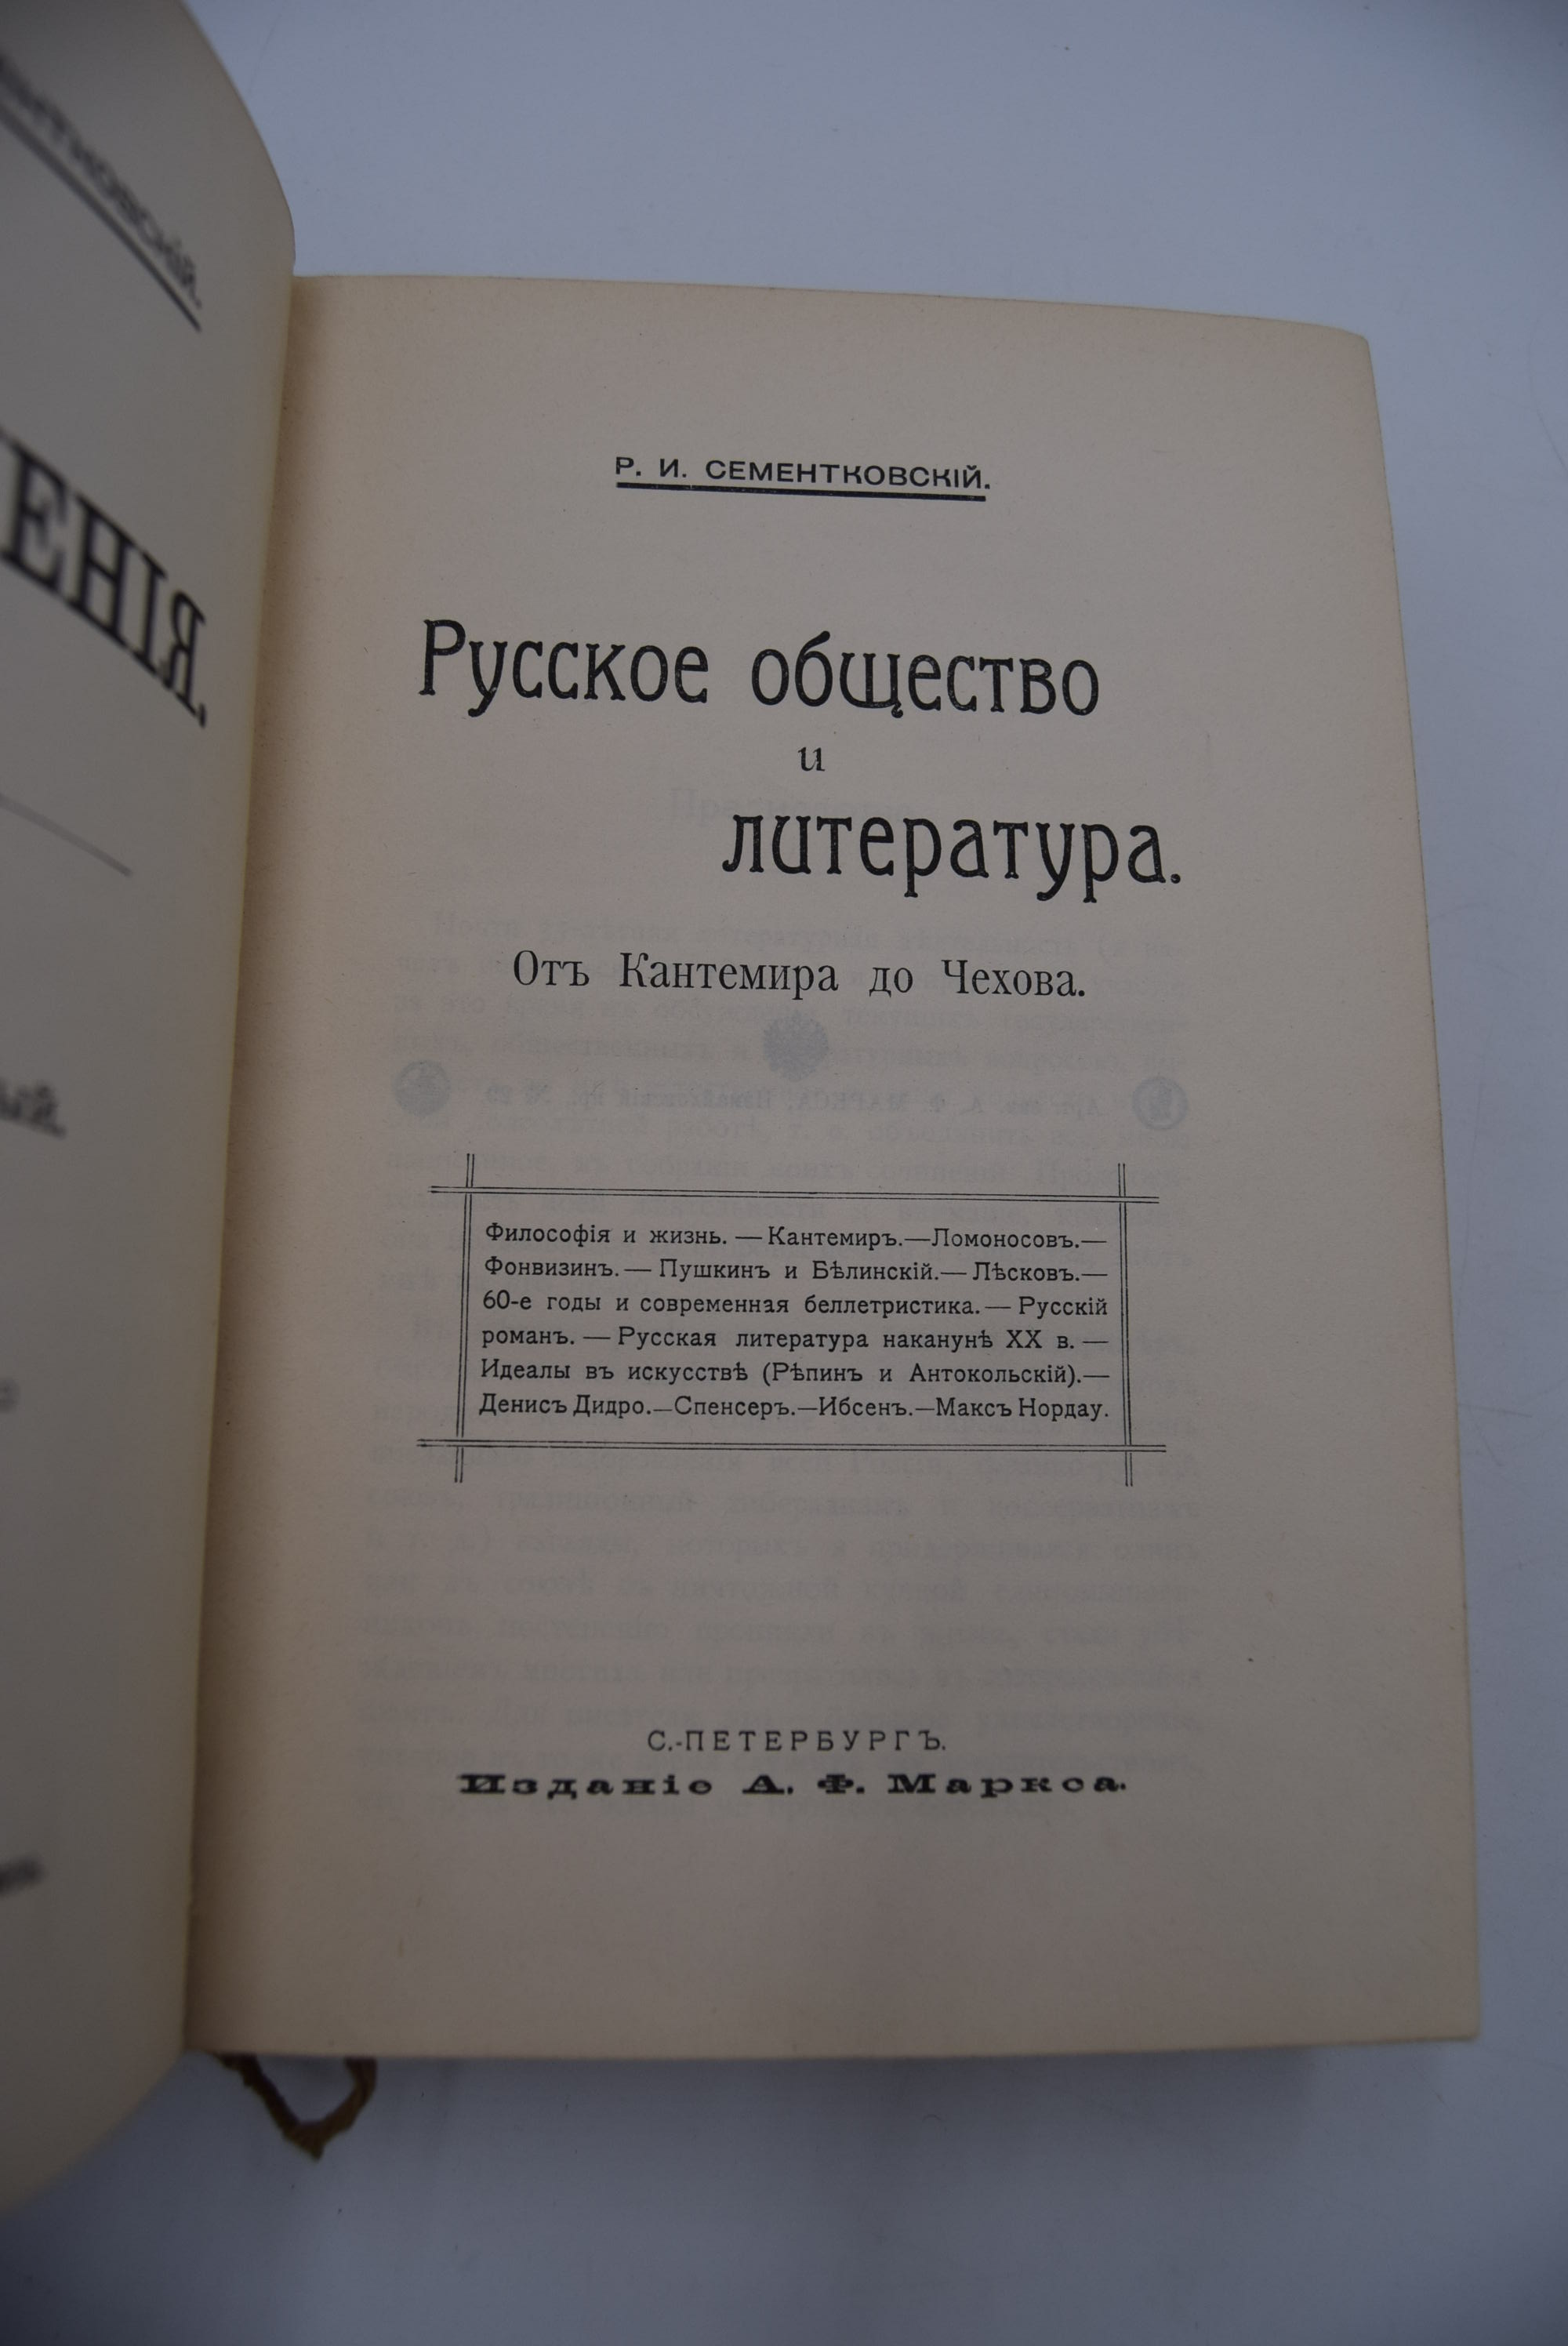 Р. И. СЕМЕНТКОВСКІЙ.
Русское общество
и
литература.
Отъ Кантемира до Чехова.
Философія и жизнь. — Кантемиръ.—Ломоносовъ.—
Фонвизинъ.— Пушкинъ и Бѣлинскій.— Лѣсковъ.—
60-е годы и современная беллетристика.— Русскій
романъ. — Русская литература наканунѣ XX в. —
Идеалы въ искусствѣ (Рѣпинъ и Антокольскій).—
Денисъ Дидро.—Спенсеръ.—Ибсенъ.—Максъ Нордау.
С.-ПЕТЕРБУРГЪ.
Изданіе А. Ф. Маркса.